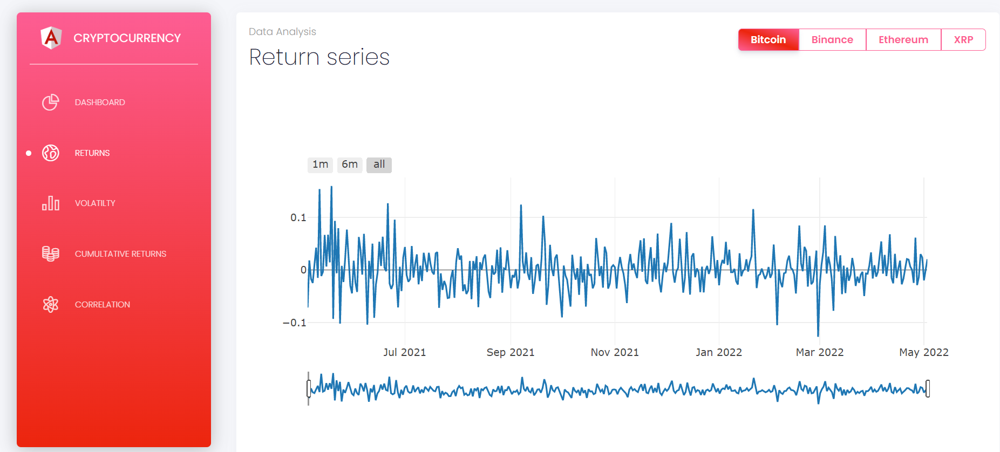 CRYPTOCURRENCY
DASHBOARD
RETURNS
VOLATILTY
CUMULTATIVE RETURNS
CORRELATION
Data Analysis
Return series
Bitcoin Binance Ethereum XRP
1m 6m all
0.1
0
−0.1
Jul 2021 Sep 2021 Nov 2021 Jan 2022 Mar 2022 May 2022